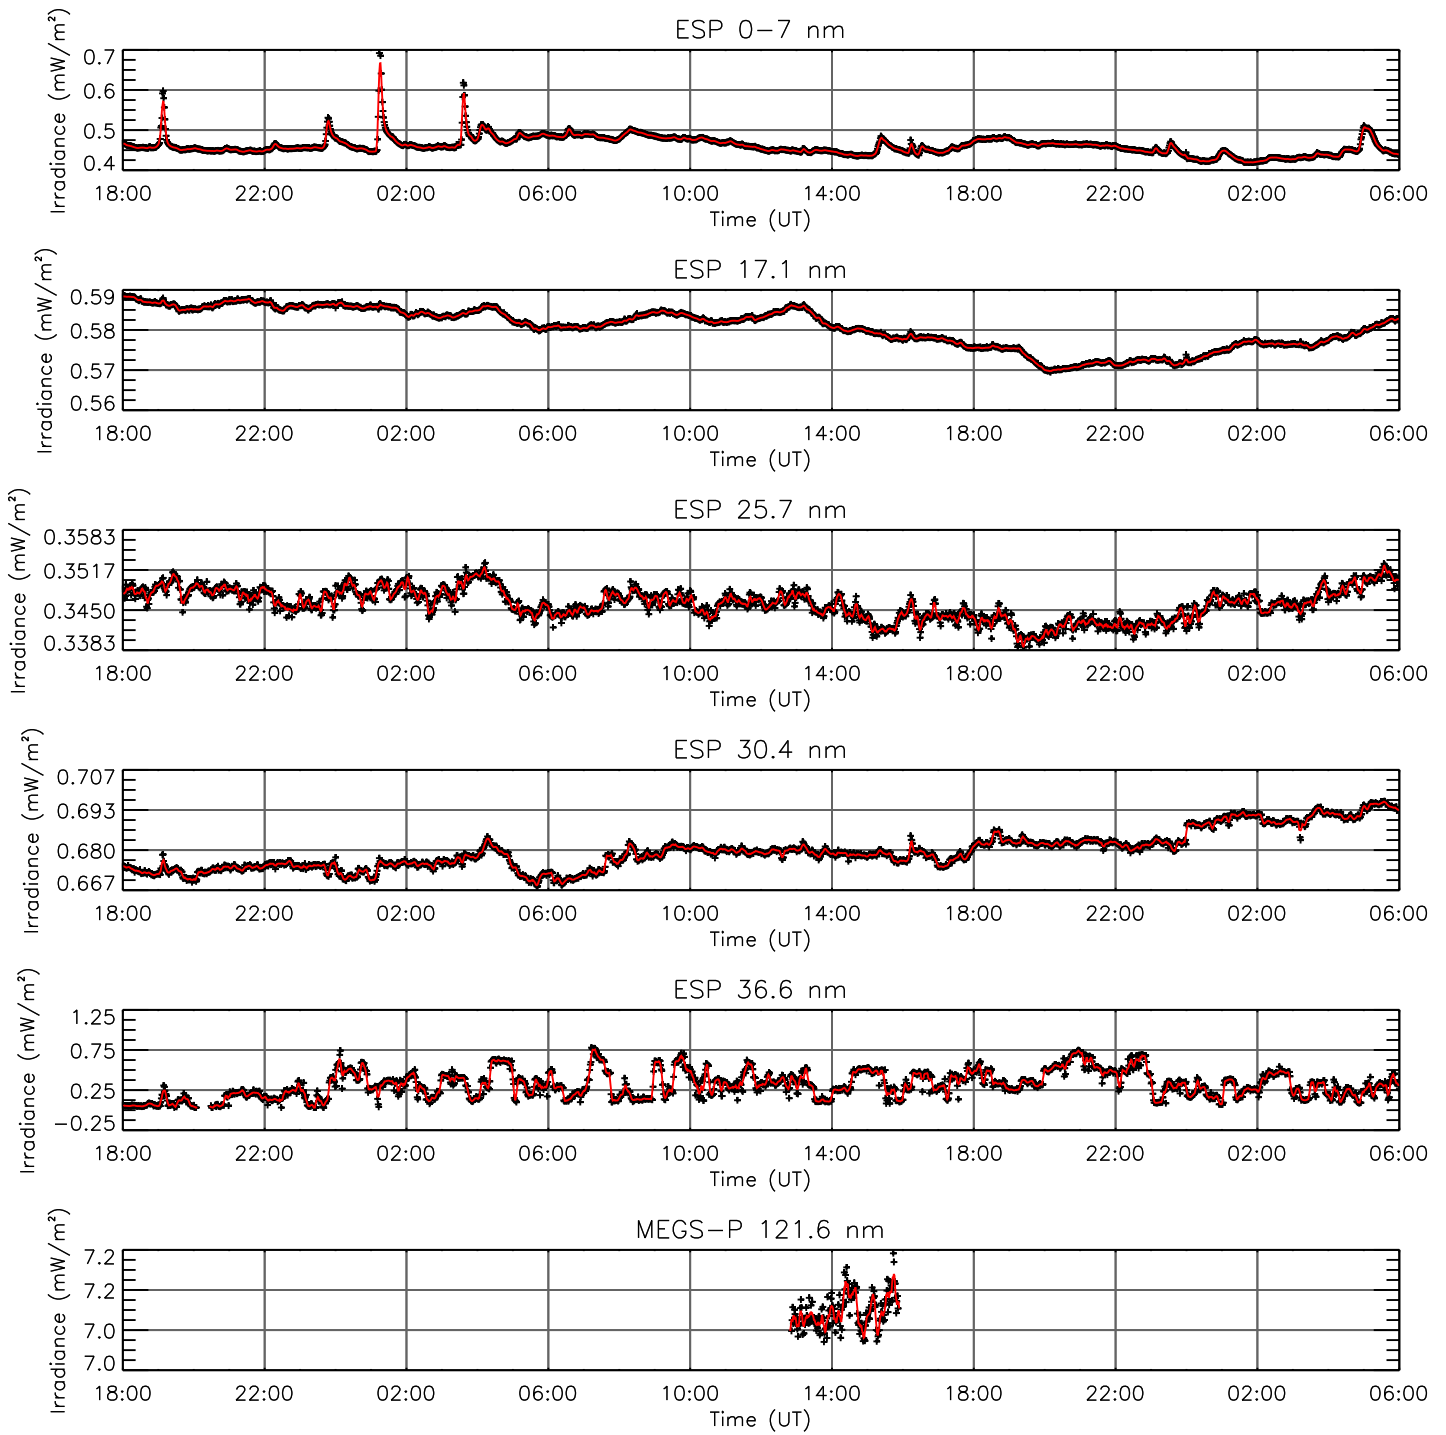 ESP 0-7 nm
Irradiance (mW/m²)
0.7
0.6
0.5
0.4
18:00 22:00 02:00 06:00 10:00 14:00 18:00 22:00 02:00 06:00
Time (UT)
ESP 17.1 nm
Irradiance (mW/m²)
0.59
0.58
0.57
0.56
18:00 22:00 02:00 06:00 10:00 14:00 18:00 22:00 02:00 06:00
Time (UT)
ESP 25.7 nm
Irradiance (mW/m²)
0.3583
0.3517
0.3450
0.3383
18:00 22:00 02:00 06:00 10:00 14:00 18:00 22:00 02:00 06:00
Time (UT)
ESP 30.4 nm
Irradiance (mW/m²)
0.707
0.693
0.680
0.667
18:00 22:00 02:00 06:00 10:00 14:00 18:00 22:00 02:00 06:00
Time (UT)
ESP 36.6 nm
Irradiance (mW/m²)
1.25
0.75
0.25
-0.25
18:00 22:00 02:00 06:00 10:00 14:00 18:00 22:00 02:00 06:00
Time (UT)
MEGS-P 121.6 nm
Irradiance (mW/m²)
7.2
7.2
7.0
7.0
18:00 22:00 02:00 06:00 10:00 14:00 18:00 22:00 02:00 06:00
Time (UT)